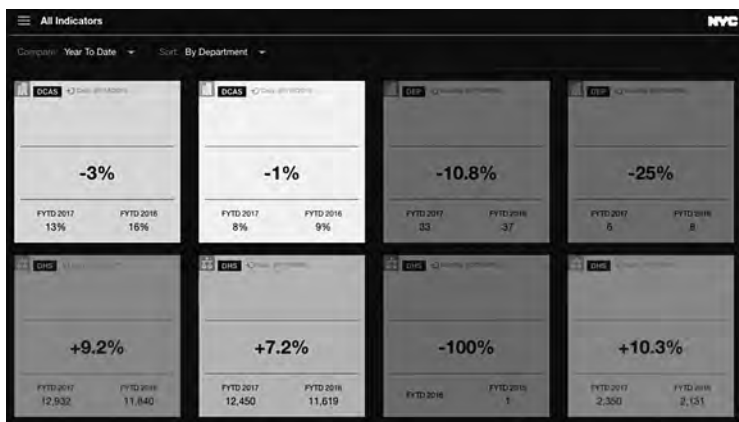 All Indicators
NYC
Compare: Year To Date
Sort: By Department
DCAS
-3%
FYTD 2017 FYTD 2016
13% 16%
DCAS
-1%
FYTD 2017 FYTD 2016
8% 9%
DEP
-10.8%
FYTD 2017 FYTD 2016
33 37
DEP
-25%
FYTD 2017 FYTD 2016
6 8
DHS
+9.2%
FYTD 2017 FYTD 2016
12,932 11,840
DHS
+7.2%
FYTD 2017 FYTD 2016
12,450 11,619
DHS
-100%
FYTD 2016
1
DHS
+10.3%
FYTD 2017 FYTD 2016
2,350 2,131